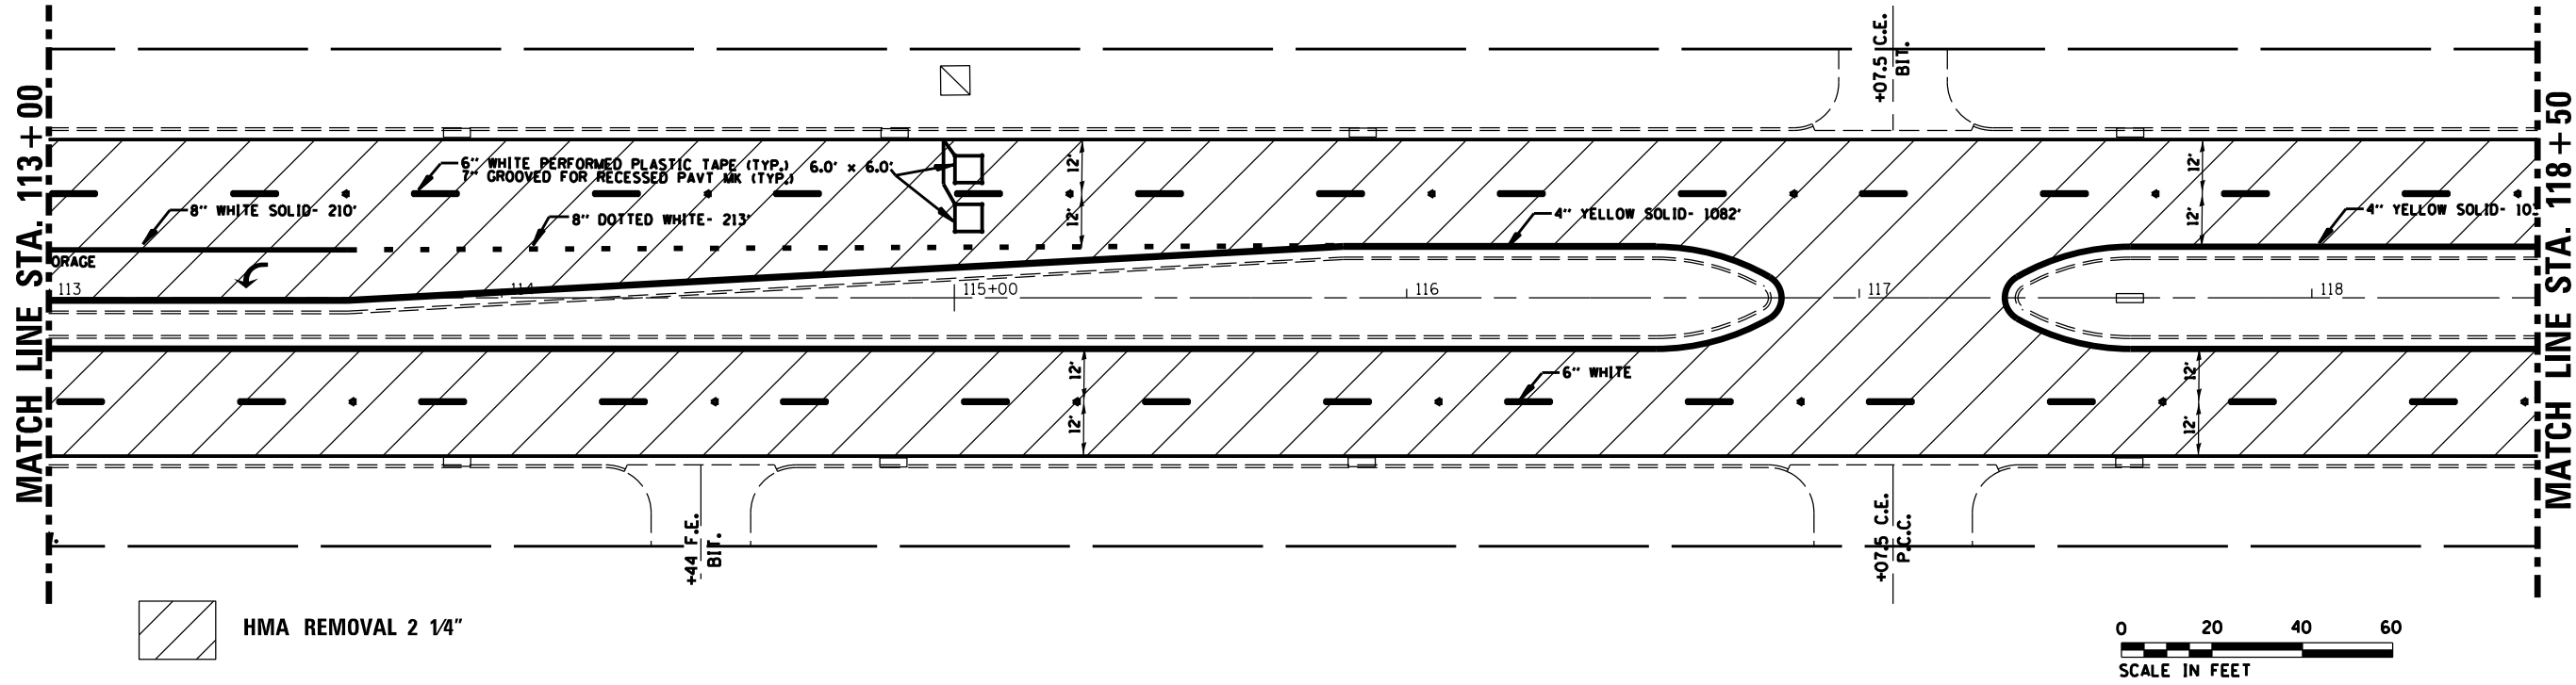 MATCH LINE STA. 113+00
+07.5 C.E.
BIT.
MATCH LINE STA. 118+50
6" WHITE PERFORMED PLASTIC TAPE (TYP.)
7" GROOVED FOR RECESSED PAVT MK (TYP.)
6.0' × 6.0'
12'
12'
12'
12'
8" WHITE SOLID- 210'
8" DOTTED WHITE- 213'
4" YELLOW SOLID- 1082'
4" YELLOW SOLID- 10
ORAGE
113
114
115+00
116
117
118
6" WHITE
12'
12'
12'
12'
+44 F.E.
BIT.
+07.5 C.E.
P.C.C.
HMA REMOVAL 2 1/4"
0 20 40 60
SCALE IN FEET